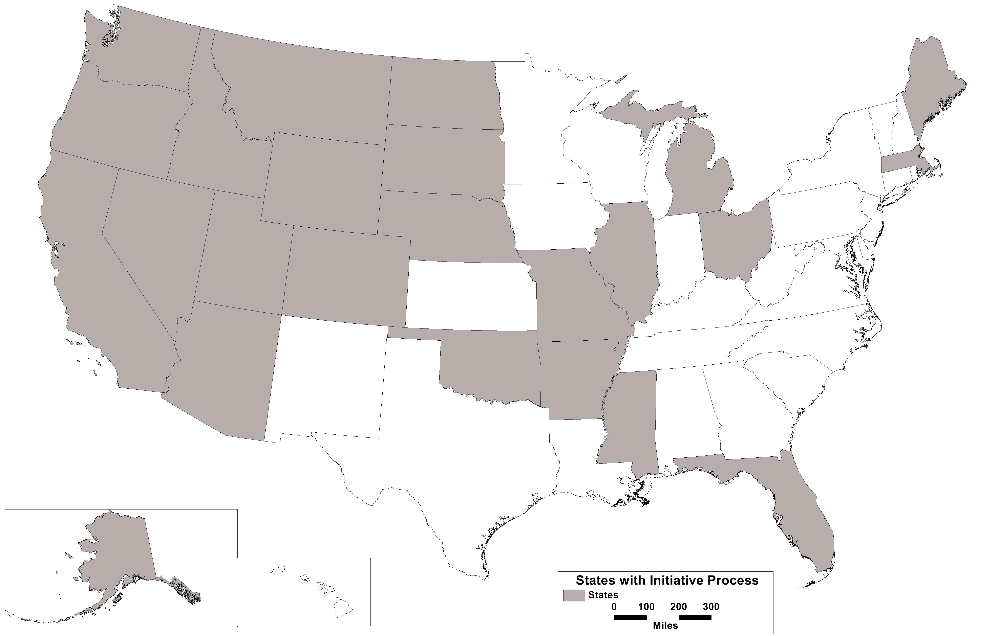 States with Initiative Process
States
0 100 200 300
Miles